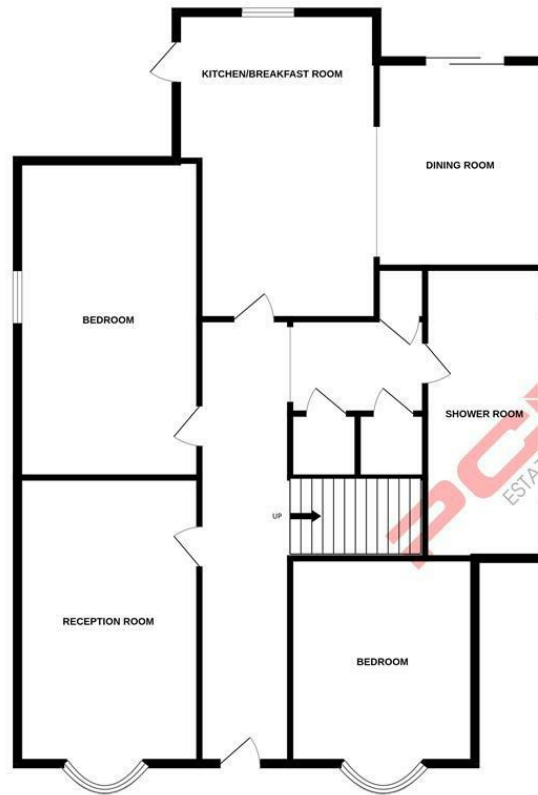 KITCHEN/BREAKFAST ROOM
DINING ROOM
BEDROOM
SHOWER ROOM
UP
RECEPTION ROOM
BEDROOM